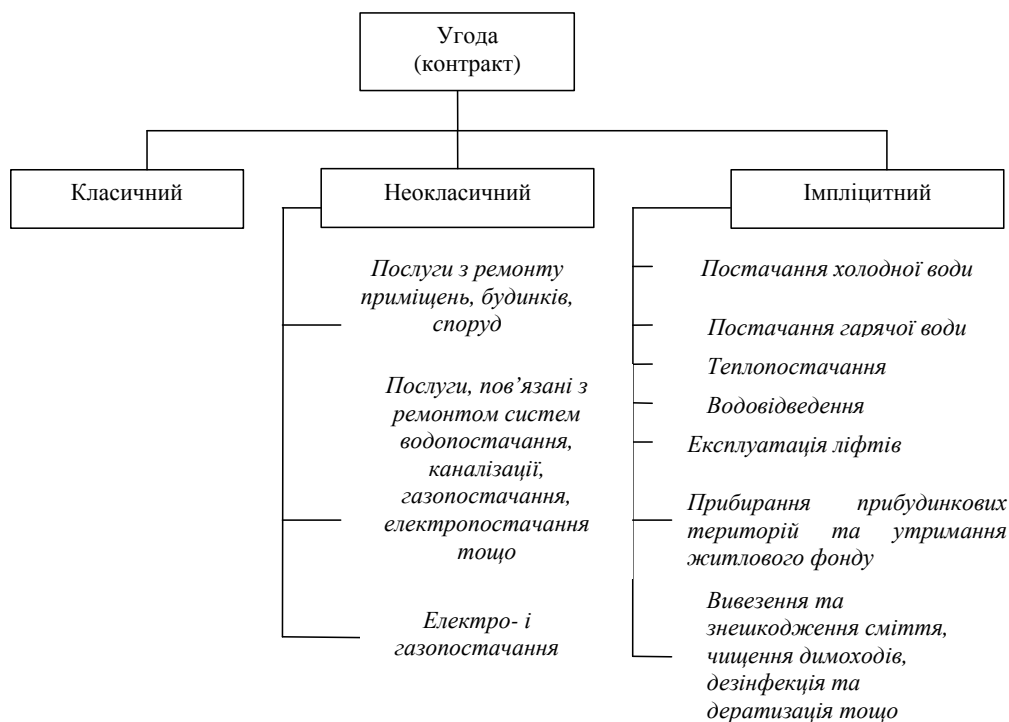 Угода
(контракт)
Класичний
Неокласичний
Імпліцитний
Послуги з ремонту
приміщень, будинків,
споруд
Послуги, пов’язані з
ремонтом систем
водопостачання,
каналізації,
газопостачання,
електропостачання
тощо
Електро- і
газопостачання
Постачання холодної води
Постачання гарячої води
Теплопостачання
Водовідведення
Експлуатація ліфтів
Прибирання прибудинкових
територій та утримання
житлового фонду
Вивезення та
знешкодження сміття,
чищення димоходів,
дезінфекція та
дератизація тощо